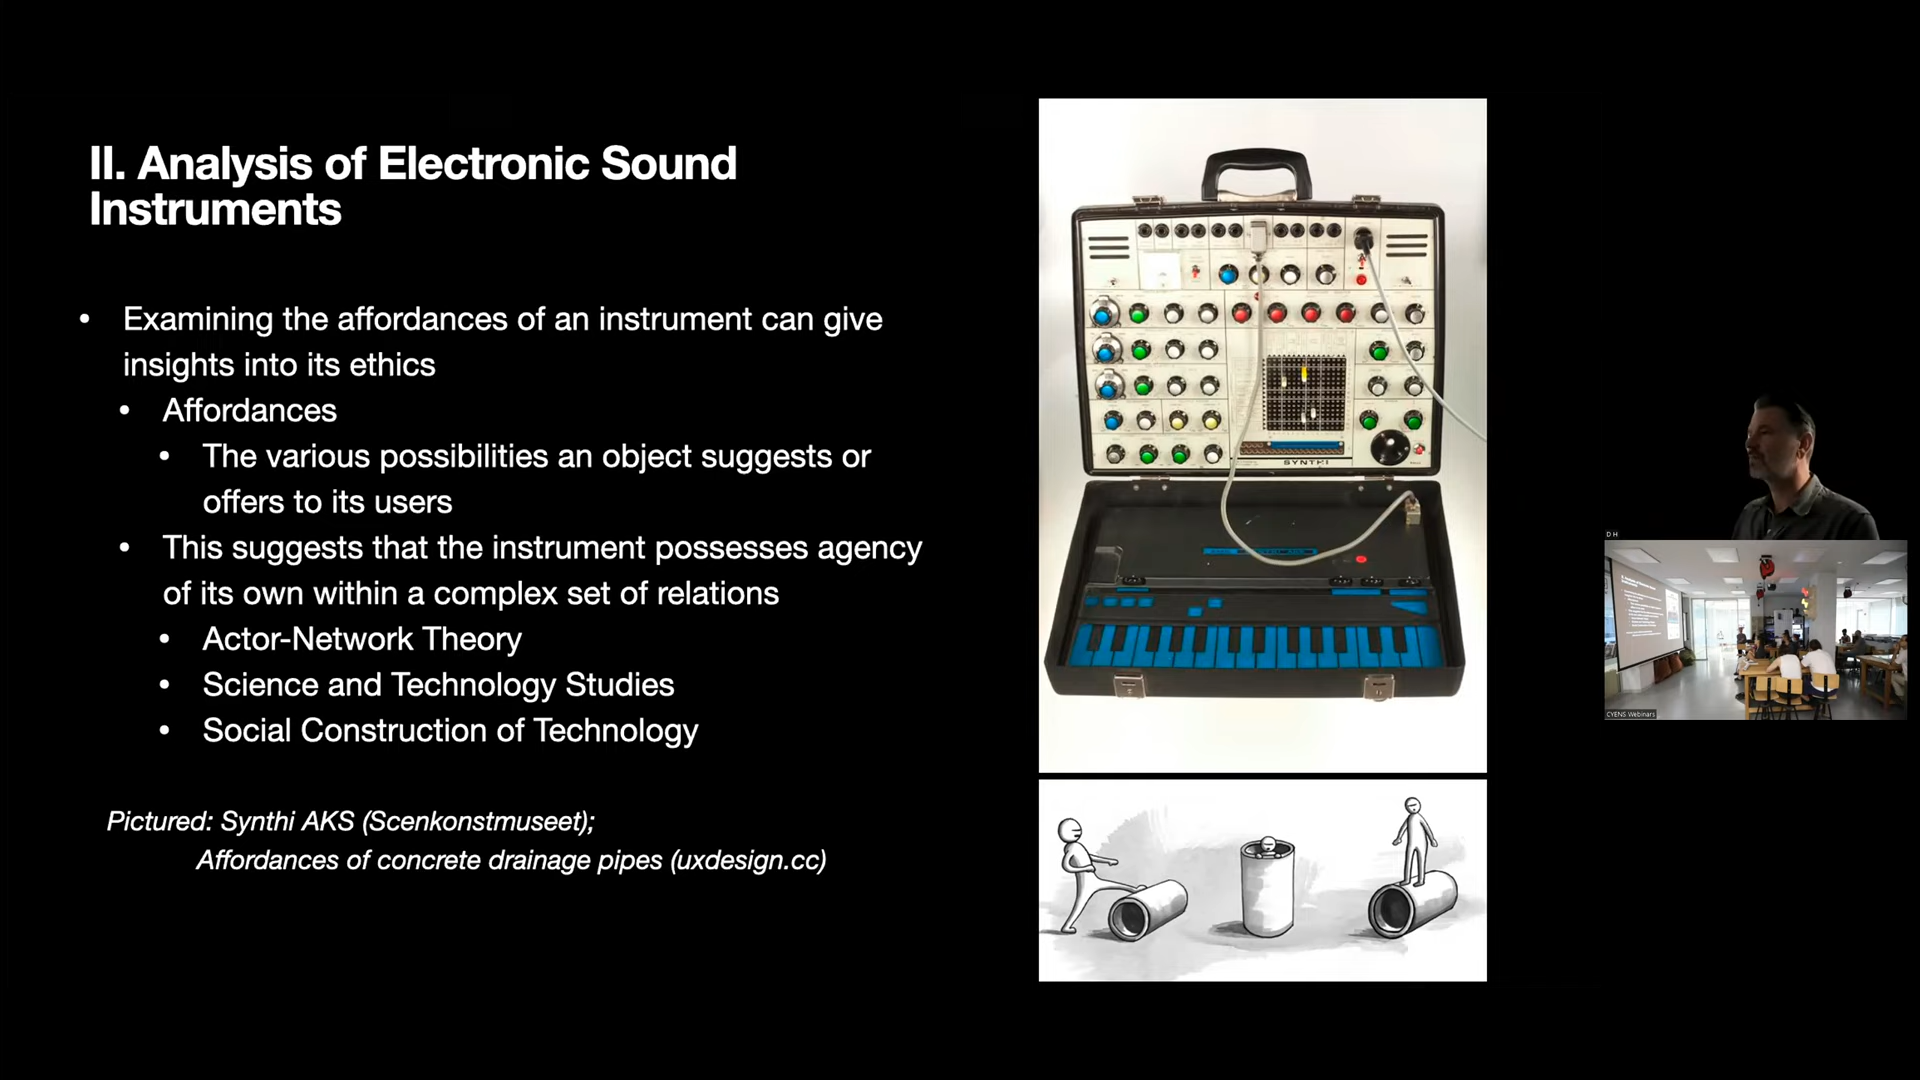 II. Analysis of Electronic Sound
Instruments
• Examining the affordances of an instrument can give
insights into its ethics
• Affordances
• The various possibilities an object suggests or
offers to its users
• This suggests that the instrument possesses agency
of its own within a complex set of relations
• Actor-Network Theory
• Science and Technology Studies
• Social Construction of Technology
Pictured: Synthi AKS (Scenkonstmuseet);
Affordances of concrete drainage pipes (uxdesign.cc)
SYNTHI
D H
CYENS Webinars